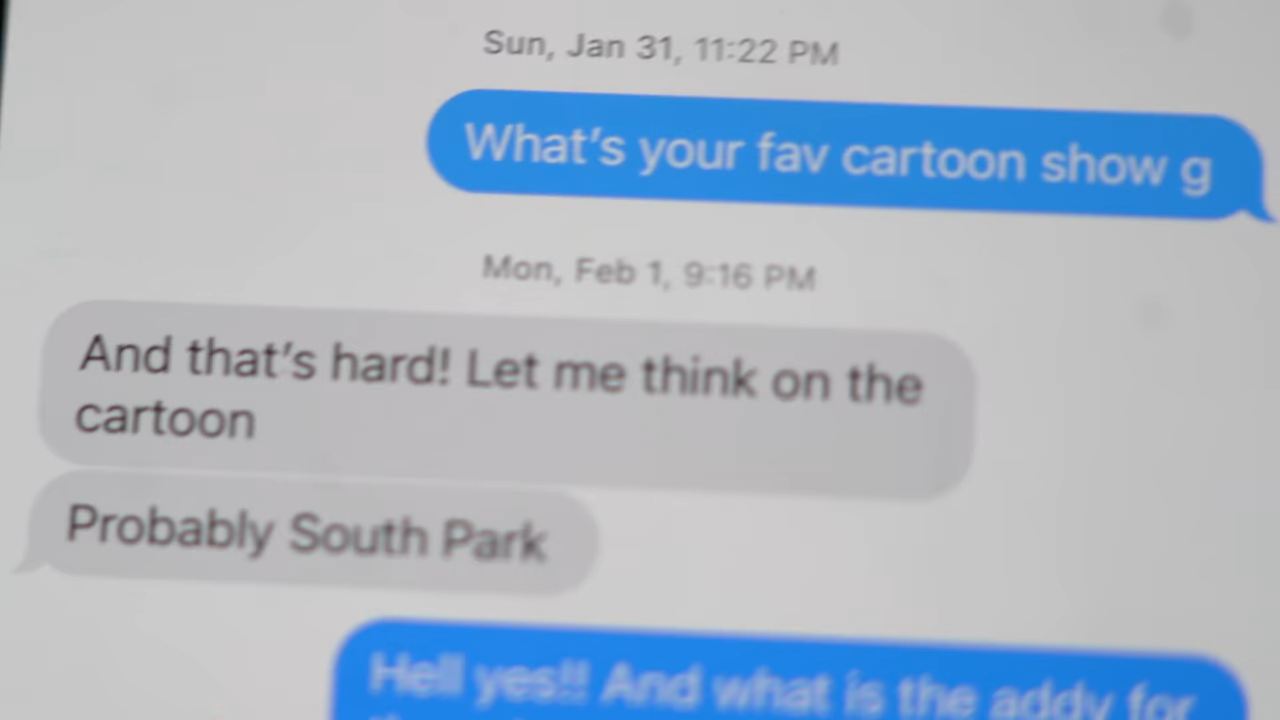 Sun, Jan 31, 11:22 PM
What's your fav cartoon show g
Mon, Feb 1, 9:16 PM
And that's hard! Let me think on the
cartoon
Probably South Park
Hell yes!! And what is the addy for